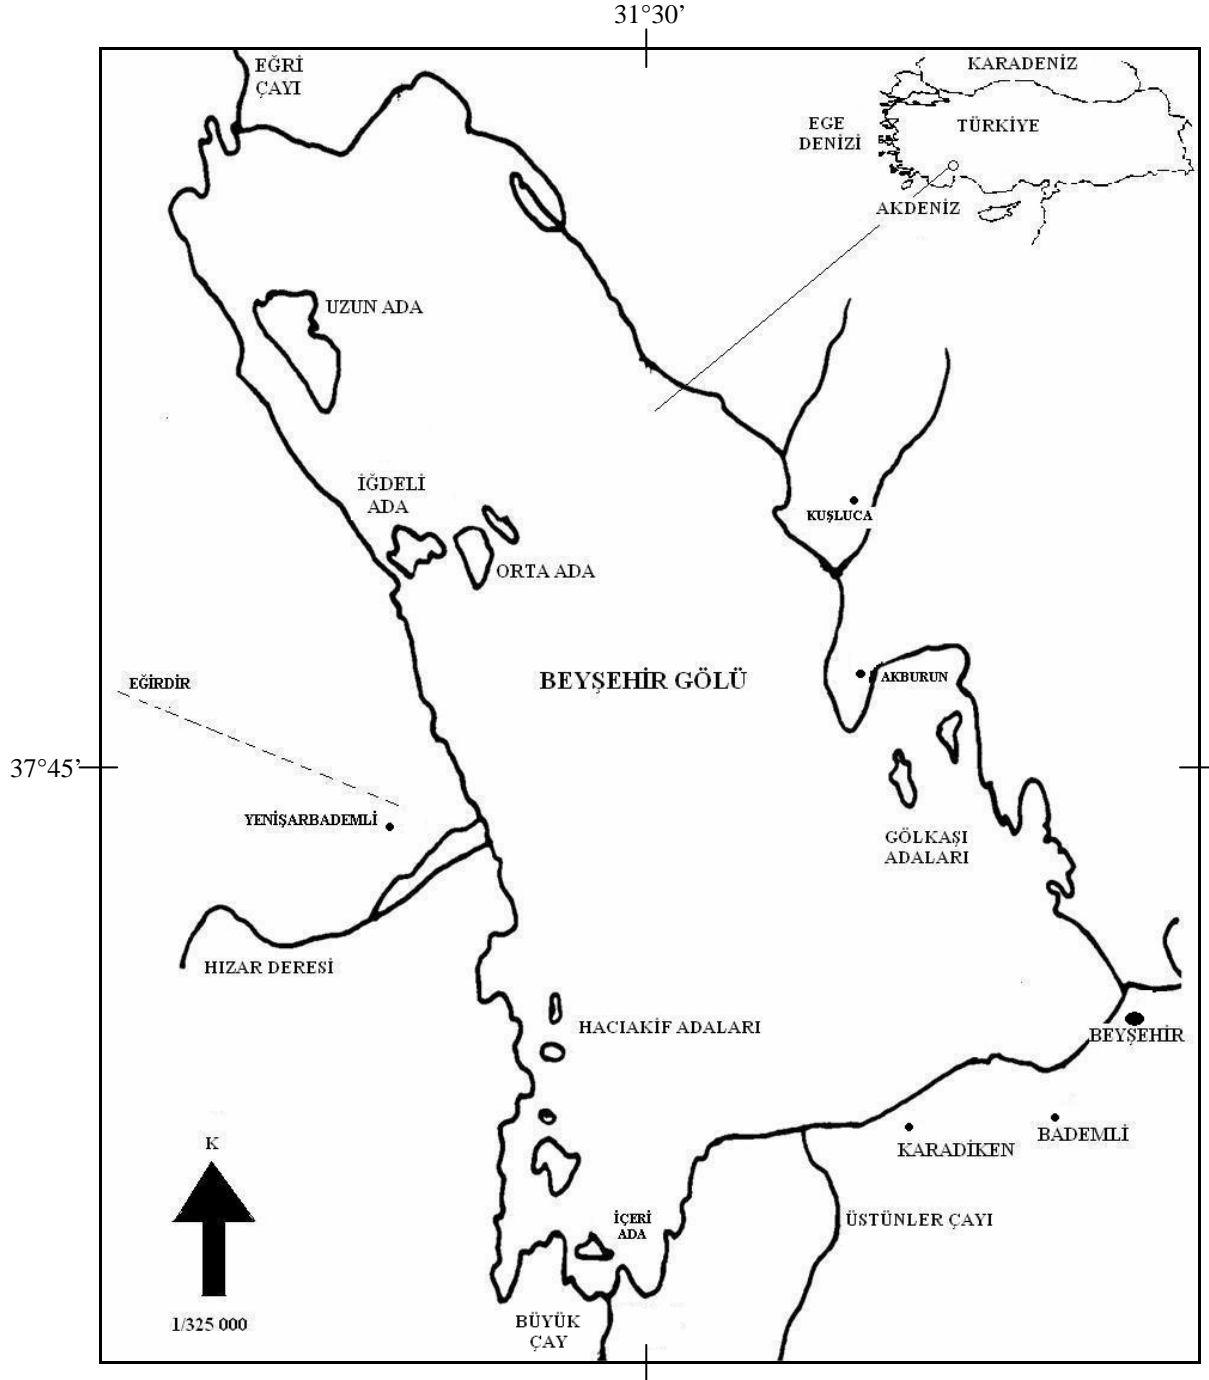 31°30'
EĞRİ
ÇAYI
KARADENİZ
EGE
DENİZİ
TÜRKİYE
AKDENİZ
UZUN ADA
İĞDELİ
ADA
KUŞLUCA
ORTA ADA
BEYŞEHİR GÖLÜ
AKBURUN
EĞİRDİR
37°45'
YENİŞARBADEMLİ
GÖLKAŞI
ADALARI
HIZAR DERESİ
HACIAKİF ADALARI
BEYŞEHİR
K
KARADİKEN
BADEMLİ
İÇERİ
ADA
ÜSTÜNLER ÇAYI
1/325 000
BÜYÜK
ÇAY